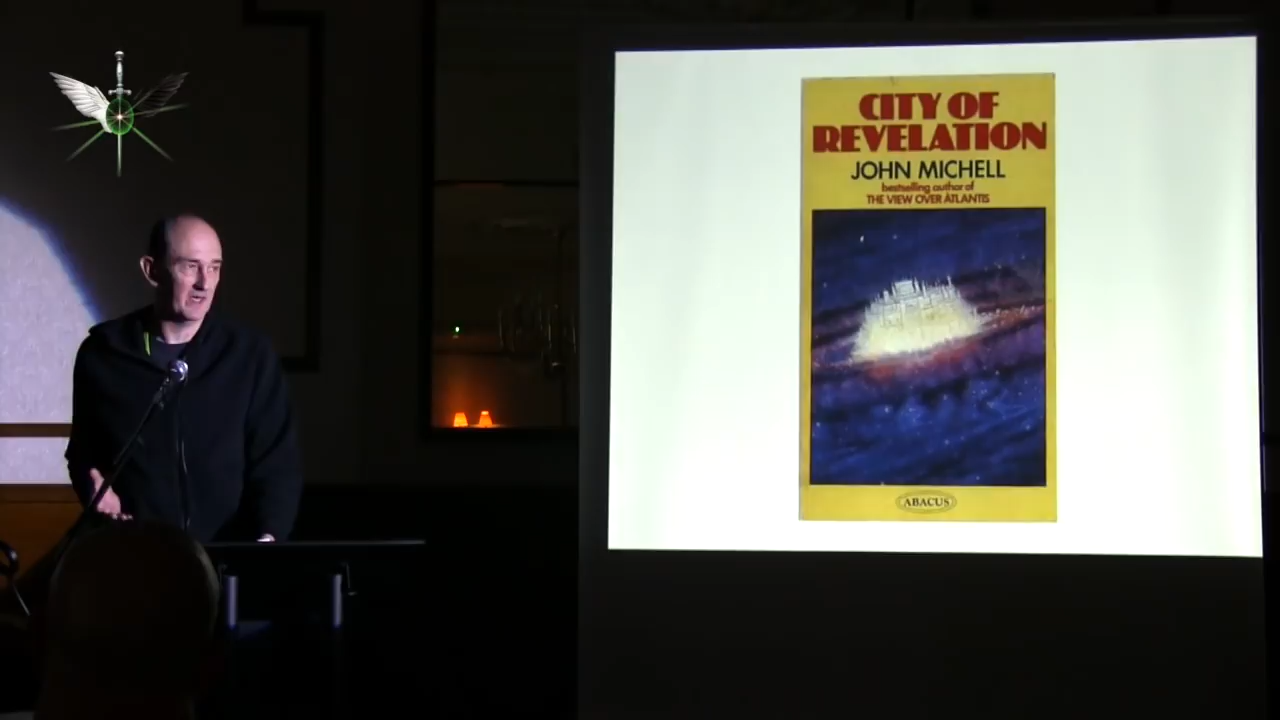 CITY OF
REVELATION
JOHN MICHELL
bestselling author of
THE VIEW OVER ATLANTIS
ABACUS